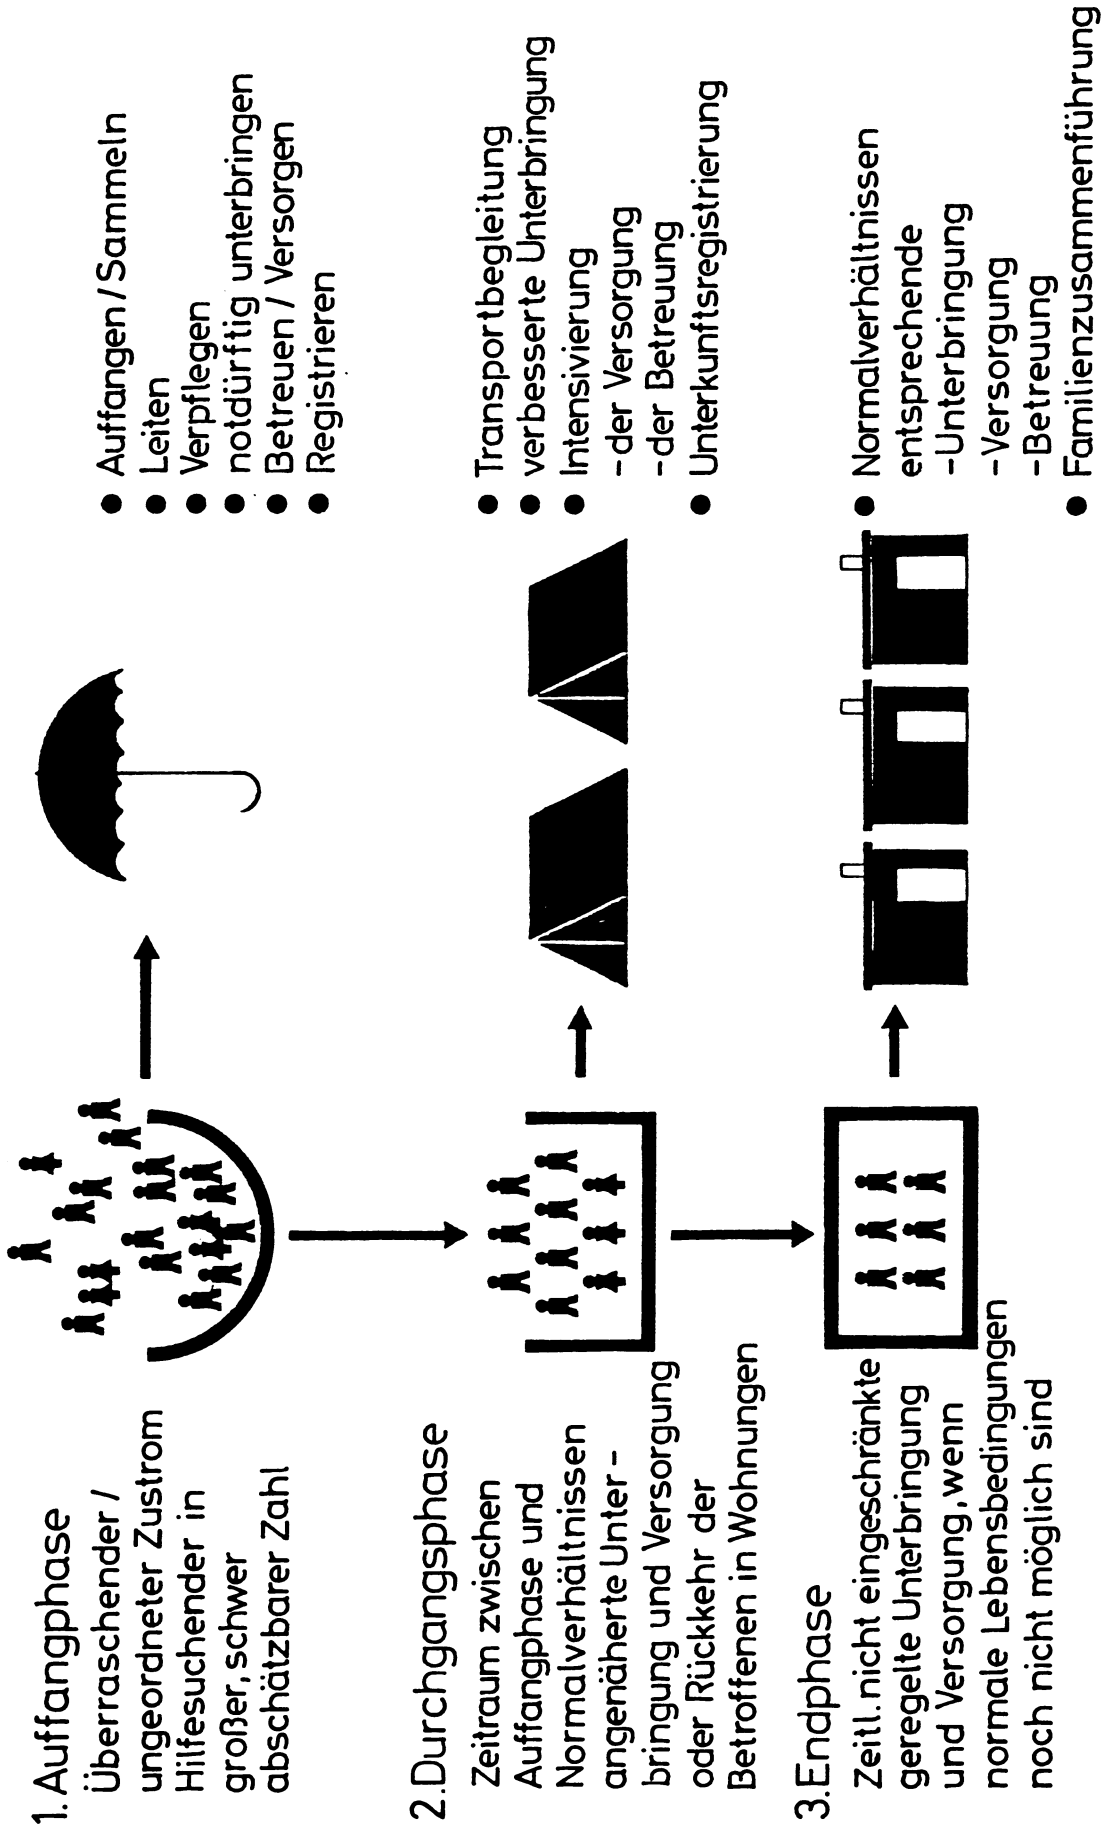 1. Auffangphase
Überraschender /
ungeordneter Zustrom
Hilfesuchender in
großer, schwer
abschätzbarer Zahl
● Auffangen / Sammeln
● Leiten
● Verpflegen
● notdürftig unterbringen
● Betreuen / Versorgen
● Registrieren
2. Durchgangsphase
Zeitraum zwischen
Auffangphase und
Normalverhältnissen
angenäherte Unter-
bringung und Versorgung
oder Rückkehr der
Betroffenen in Wohnungen
● Transportbegleitung
● verbesserte Unterbringung
● Intensivierung
- der Versorgung
- der Betreuung
● Unterkunftsregistrierung
3. Endphase
Zeitl. nicht eingeschränkte
geregelte Unterbringung
und Versorgung, wenn
normale Lebensbedingungen
noch nicht möglich sind
● Normalverhältnissen
entsprechende
- Unterbringung
- Versorgung
- Betreuung
● Familienzusammenführung